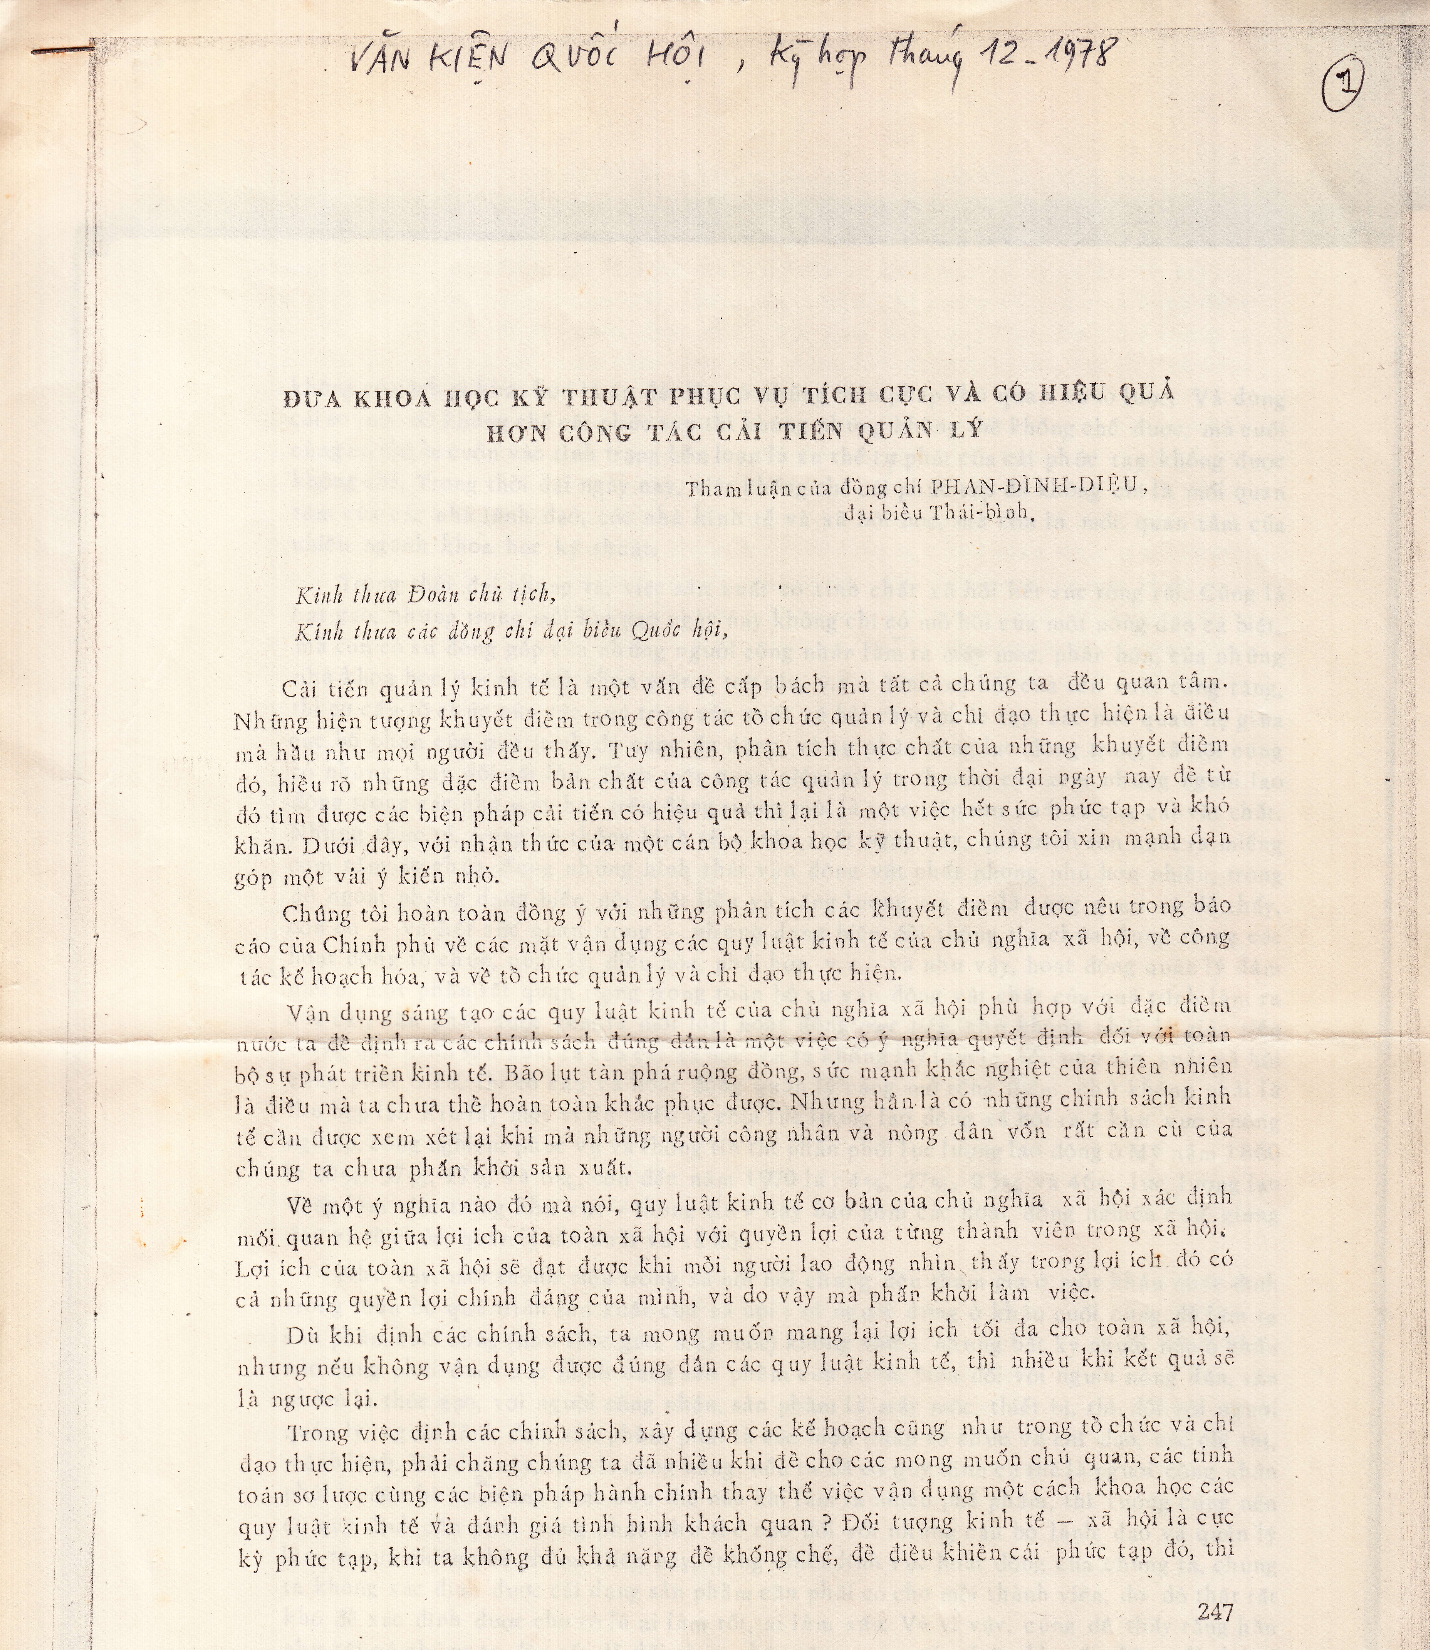 VĂN KIỆN QUỐC HỘI, kỳ họp tháng 12-1978
1
ĐƯA KHOA HỌC KỸ THUẬT PHỤC VỤ TÍCH CỰC VÀ CÓ HIỆU QUẢ
HƠN CÔNG TÁC CẢI TIẾN QUẢN LÝ
Tham luận của đồng chí PHAN-ĐÌNH-DIỆU,
đại biểu Thái-bình.
Kính thưa Đoàn chủ tịch,
Kính thưa các đồng chí đại biểu Quốc hội,
Cải tiến quản lý kinh tế là một vấn đề cấp bách mà tất cả chúng ta đều quan tâm.
Những hiện tượng khuyết điểm trong công tác tổ chức quản lý và chỉ đạo thực hiện là điều
mà hầu như mọi người đều thấy. Tuy nhiên, phân tích thực chất của những khuyết điểm
đó, hiểu rõ những đặc điểm bản chất của công tác quản lý trong thời đại ngày nay để từ
đó tìm được các biện pháp cải tiến có hiệu quả thì lại là một việc hết sức phức tạp và khó
khăn. Dưới đây, với nhận thức của một cán bộ khoa học kỹ thuật, chúng tôi xin mạnh dạn
góp một vài ý kiến nhỏ.
Chúng tôi hoàn toàn đồng ý với những phân tích các khuyết điểm được nêu trong báo
cáo của Chính phủ về các mặt vận dụng các quy luật kinh tế của chủ nghĩa xã hội, về công
tác kế hoạch hóa, và về tổ chức quản lý và chỉ đạo thực hiện.
Vận dụng sáng tạo các quy luật kinh tế của chủ nghĩa xã hội phù hợp với đặc điểm
nước ta để định ra các chính sách đúng đắn là một việc có ý nghĩa quyết định đối với toàn
bộ sự phát triển kinh tế. Bão lụt tàn phá ruộng đồng, sức mạnh khắc nghiệt của thiên nhiên
là điều mà ta chưa thể hoàn toàn khắc phục được. Nhưng hẳn là có những chính sách kinh
tế cần được xem xét lại khi mà những người công nhân và nông dân vốn rất cần cù của
chúng ta chưa phấn khởi sản xuất.
Về một ý nghĩa nào đó mà nói, quy luật kinh tế cơ bản của chủ nghĩa xã hội xác định
mối quan hệ giữa lợi ích của toàn xã hội với quyền lợi của từng thành viên trong xã hội.
Lợi ích của toàn xã hội sẽ đạt được khi mỗi người lao động nhìn thấy trong lợi ích đó có
cả những quyền lợi chính đáng của mình, và do vậy mà phấn khởi làm việc.
Dù khi định các chính sách, ta mong muốn mang lại lợi ích tối đa cho toàn xã hội,
nhưng nếu không vận dụng được đúng đắn các quy luật kinh tế, thì nhiều khi kết quả sẽ
là ngược lại.
Trong việc định các chính sách, xây dựng các kế hoạch cũng như trong tổ chức và chỉ
đạo thực hiện, phải chăng chúng ta đã nhiều khi để cho các mong muốn chủ quan, các tính
toán sơ lược cùng các biện pháp hành chính thay thế việc vận dụng một cách khoa học các
quy luật kinh tế và đánh giá tình hình khách quan ? Đối tượng kinh tế — xã hội là cực
kỳ phức tạp, khi ta không đủ khả năng để khống chế, để điều khiển cái phức tạp đó, thì
247